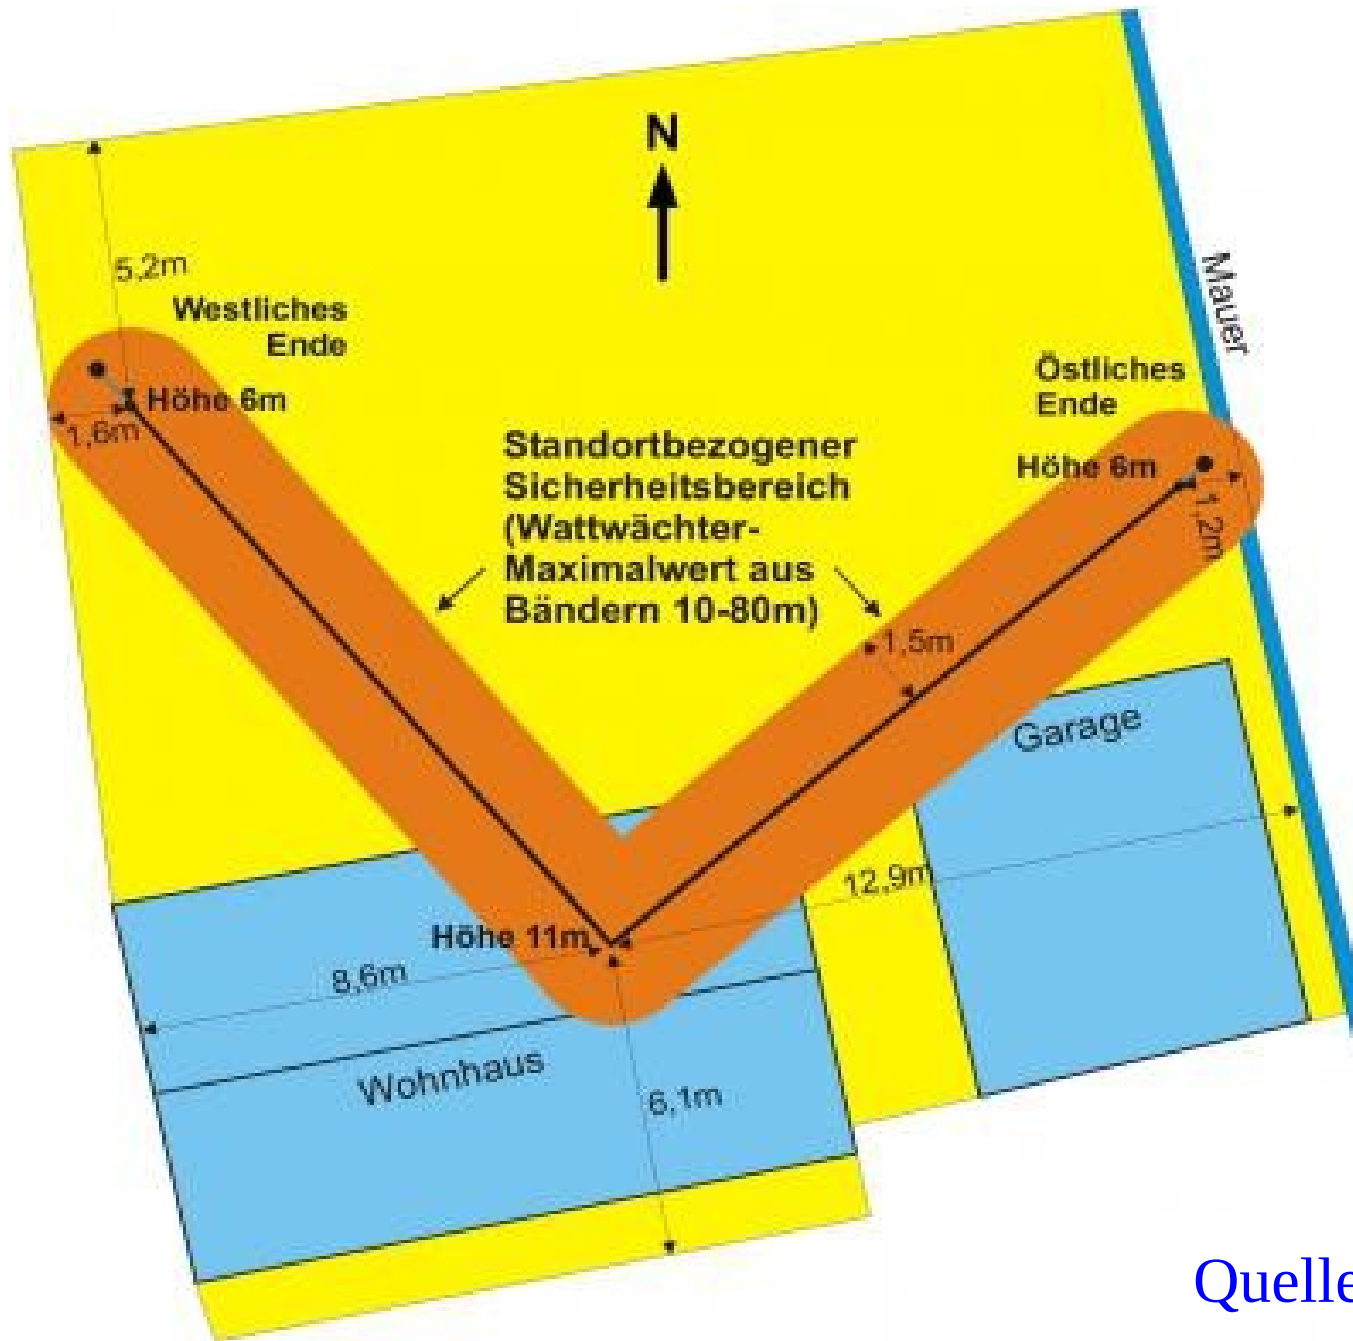 N
5,2m
Westliches
Ende
Höhe 6m
1,6m
Mauer
Östliches
Ende
Höhe 6m
1,2m
Standortbezogener
Sicherheitsbereich
(Wattwächter-
Maximalwert aus
Bändern 10-80m)
1,5m
Garage
12,9m
Höhe 11m
8,6m
Wohnhaus
6,1m
Quelle